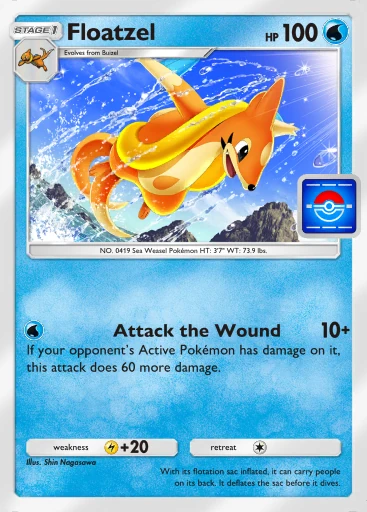 STAGE 1 Floatzel HP 100
Evolves from Buizel
NO. 0419 Sea Weasel Pokémon HT: 3'7" WT: 73.9 lbs.
Attack the Wound 10+
If your opponent's Active Pokémon has damage on it,
this attack does 60 more damage.
weakness +20 retreat
Illus. Shin Nagasawa
With its flotation sac inflated, it can carry people
on its back. It deflates the sac before it dives.